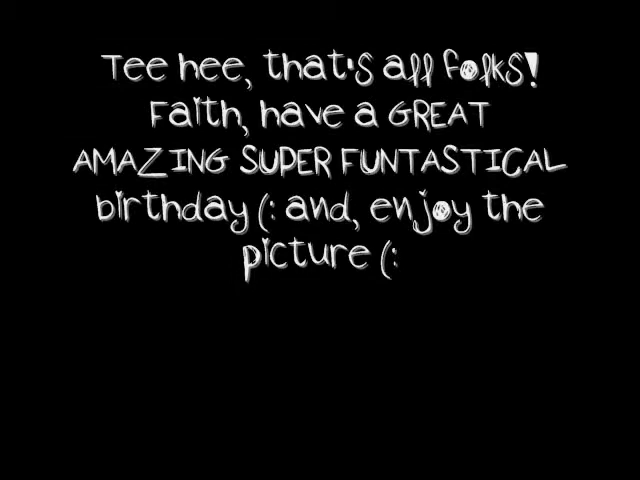 Tee hee, that's all folks!
Faith, have a GREAT
AMAZING SUPER FUNTASTICAL
birthday (: and, enjoy the
picture (: